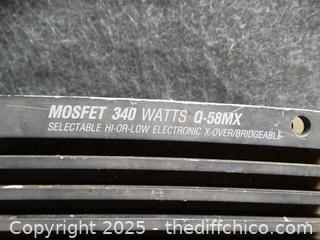 MOSFET 340 WATTS Q-58MX
SELECTABLE HI-OR-LOW ELECTRONIC X-OVER/BRIDGEABLE
Copyright 2025 - thediffchico.com